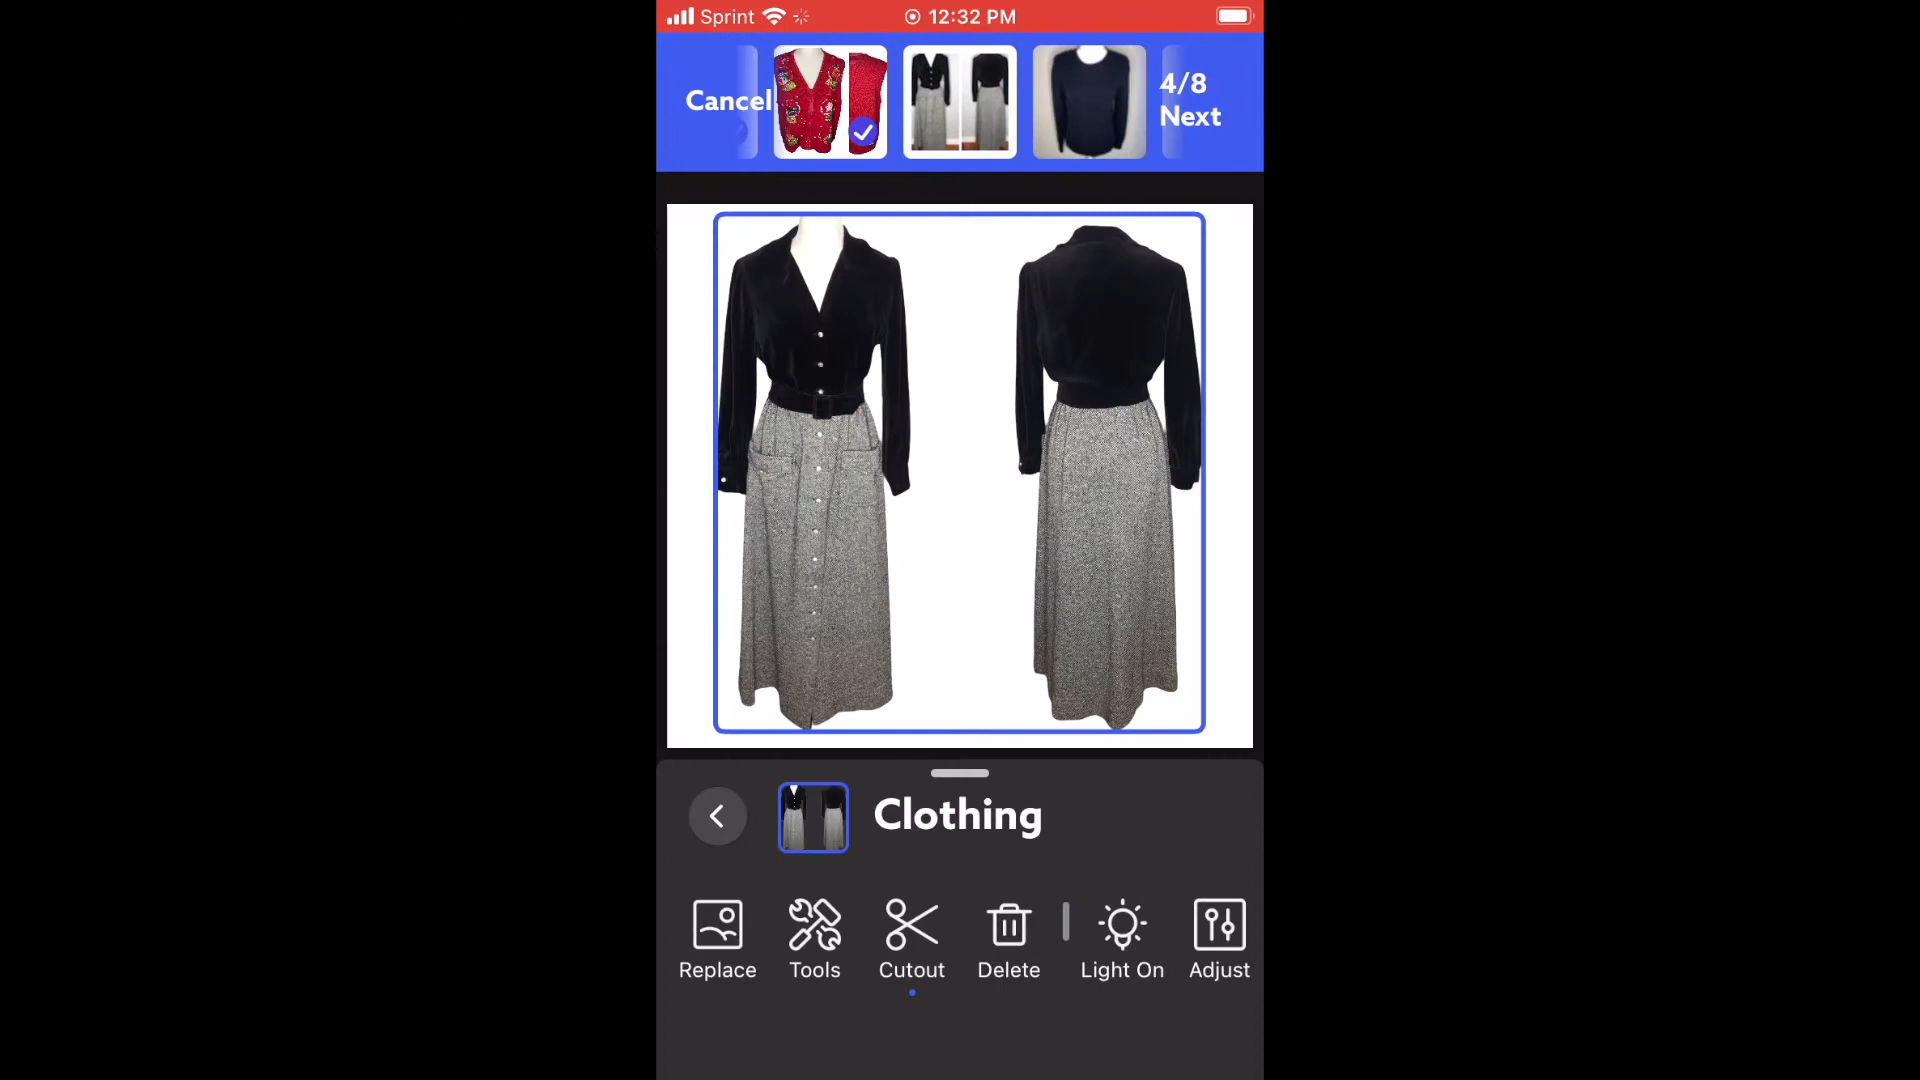 Sprint
12:32 PM
Cancel
4/8
Next
Clothing
Replace
Tools
Cutout
Delete
Light On
Adjust